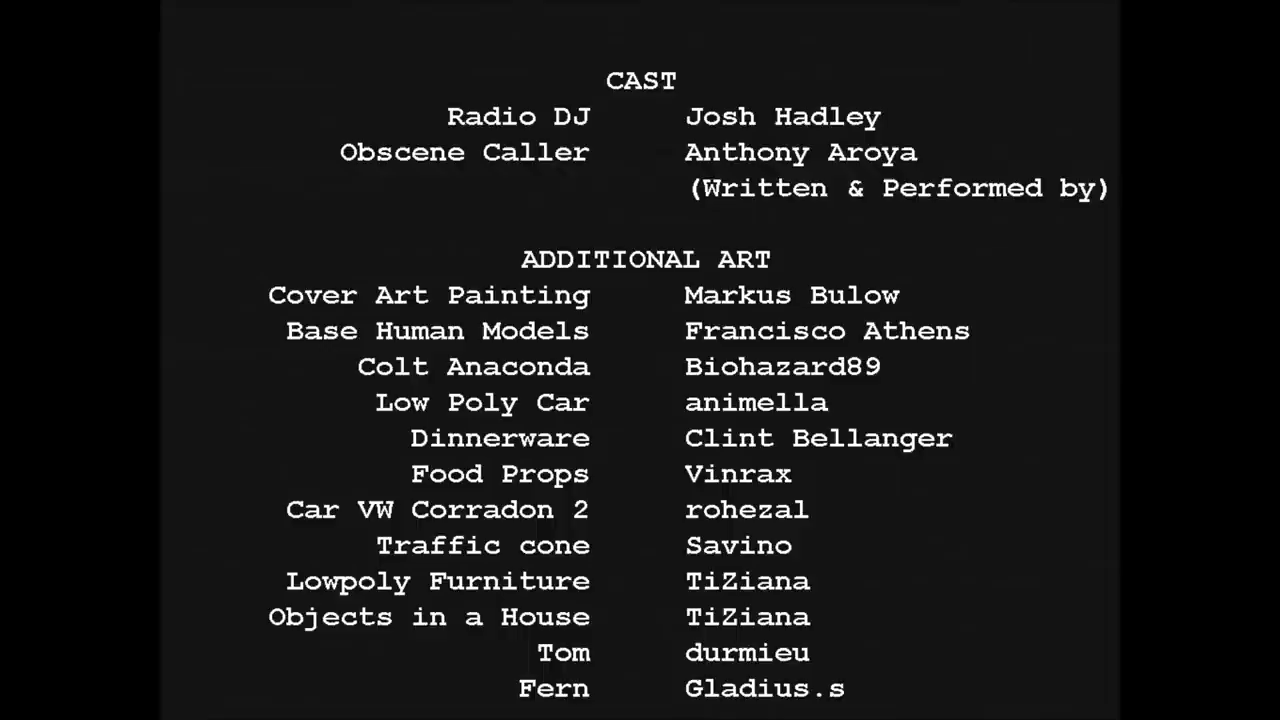 CAST
Radio DJ Josh Hadley
Obscene Caller Anthony Aroya
(Written & Performed by)
ADDITIONAL ART
Cover Art Painting Markus Bulow
Base Human Models Francisco Athens
Colt Anaconda Biohazard89
Low Poly Car animella
Dinnerware Clint Bellanger
Food Props Vinrax
Car VW Corradon 2 rohezal
Traffic cone Savino
Lowpoly Furniture TiZiana
Objects in a House TiZiana
Tom durmieu
Fern Gladius.s